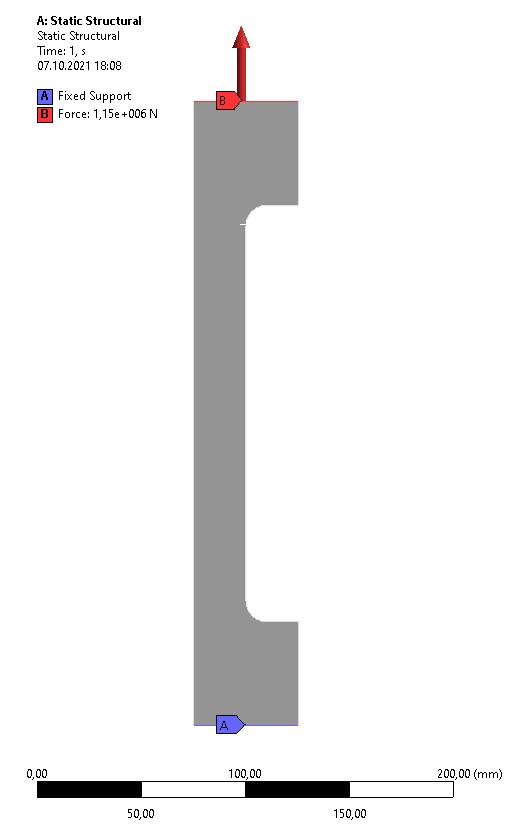 A: Static Structural
Static Structural
Time: 1, s
07.10.2021 18:08
A Fixed Support
B Force: 1,15e+006 N
B
A
0,00 100,00 200,00 (mm)
50,00 150,00